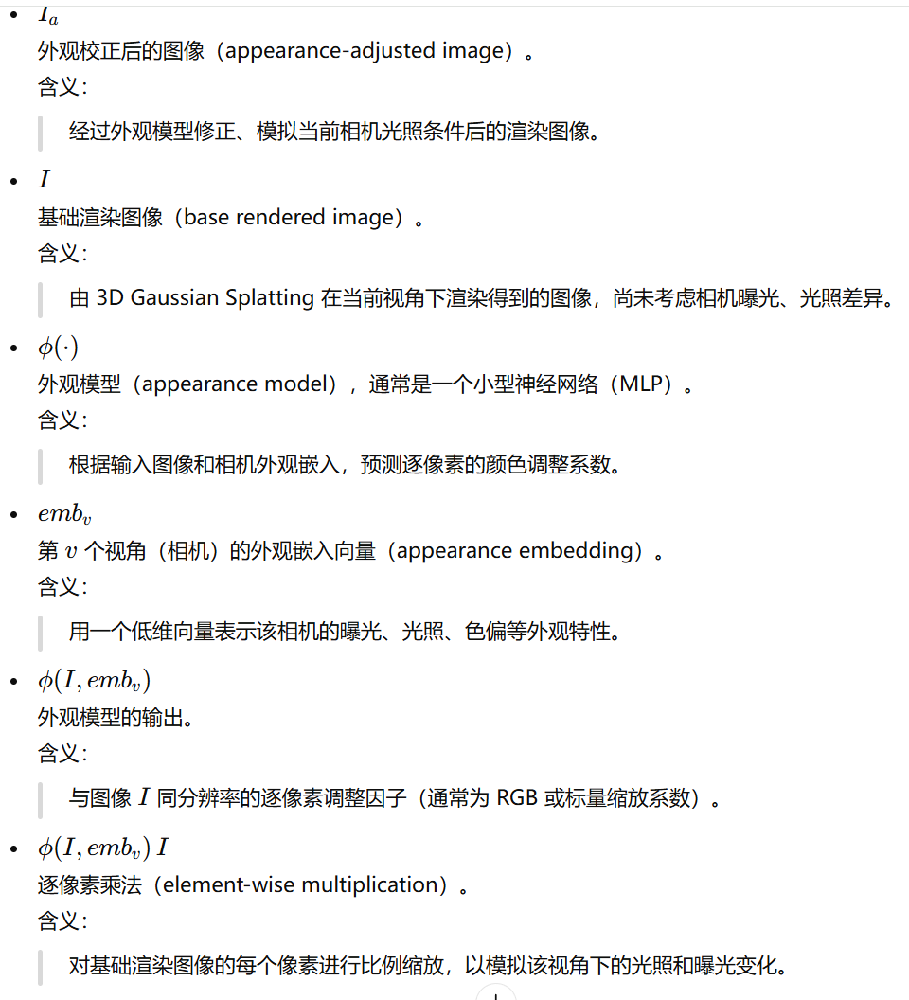 I_a
外观校正后的图像（appearance-adjusted image）。
含义：
经过外观模型修正、模拟当前相机光照条件后的渲染图像。
I
基础渲染图像（base rendered image）。
含义：
由 3D Gaussian Splatting 在当前视角下渲染得到的图像，尚未考虑相机曝光、光照差异。
ϕ(·)
外观模型（appearance model），通常是一个小型神经网络（MLP）。
含义：
根据输入图像和相机外观嵌入，预测逐像素的颜色调整系数。
emb_v
第 v 个视角（相机）的外观嵌入向量（appearance embedding）。
含义：
用一个低维向量表示该相机的曝光、光照、色偏等外观特性。
ϕ(I, emb_v)
外观模型的输出。
含义：
与图像 I 同分辨率的逐像素调整因子（通常为 RGB 或标量缩放系数）。
ϕ(I, emb_v) I
逐像素乘法（element-wise multiplication）。
含义：
对基础渲染图像的每个像素进行比例缩放，以模拟该视角下的光照和曝光变化。